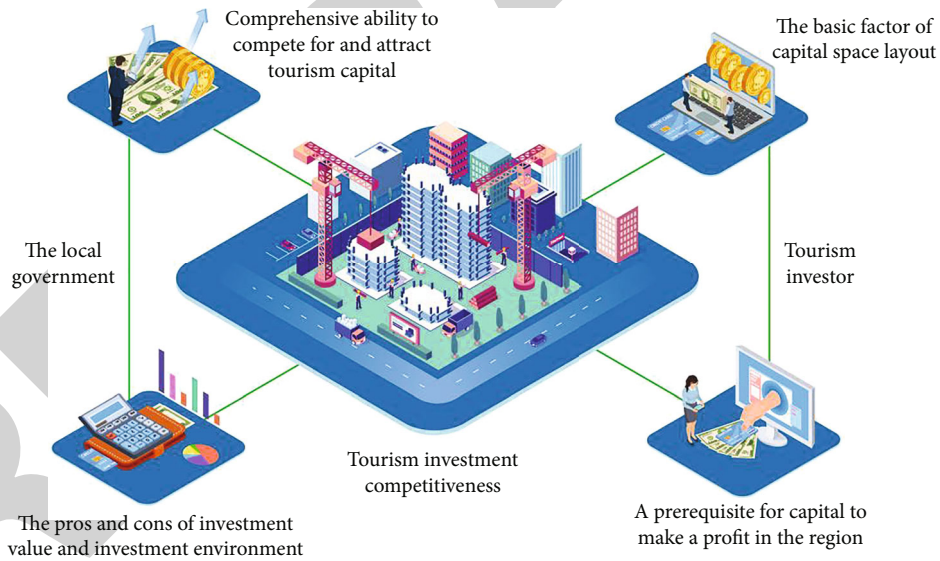 Comprehensive ability to
compete for and attract
tourism capital
The basic factor of
capital space layout
The local
government
Tourism
investor
Tourism investment
competitiveness
The pros and cons of investment
value and investment environment
A prerequisite for capital to
make a profit in the region